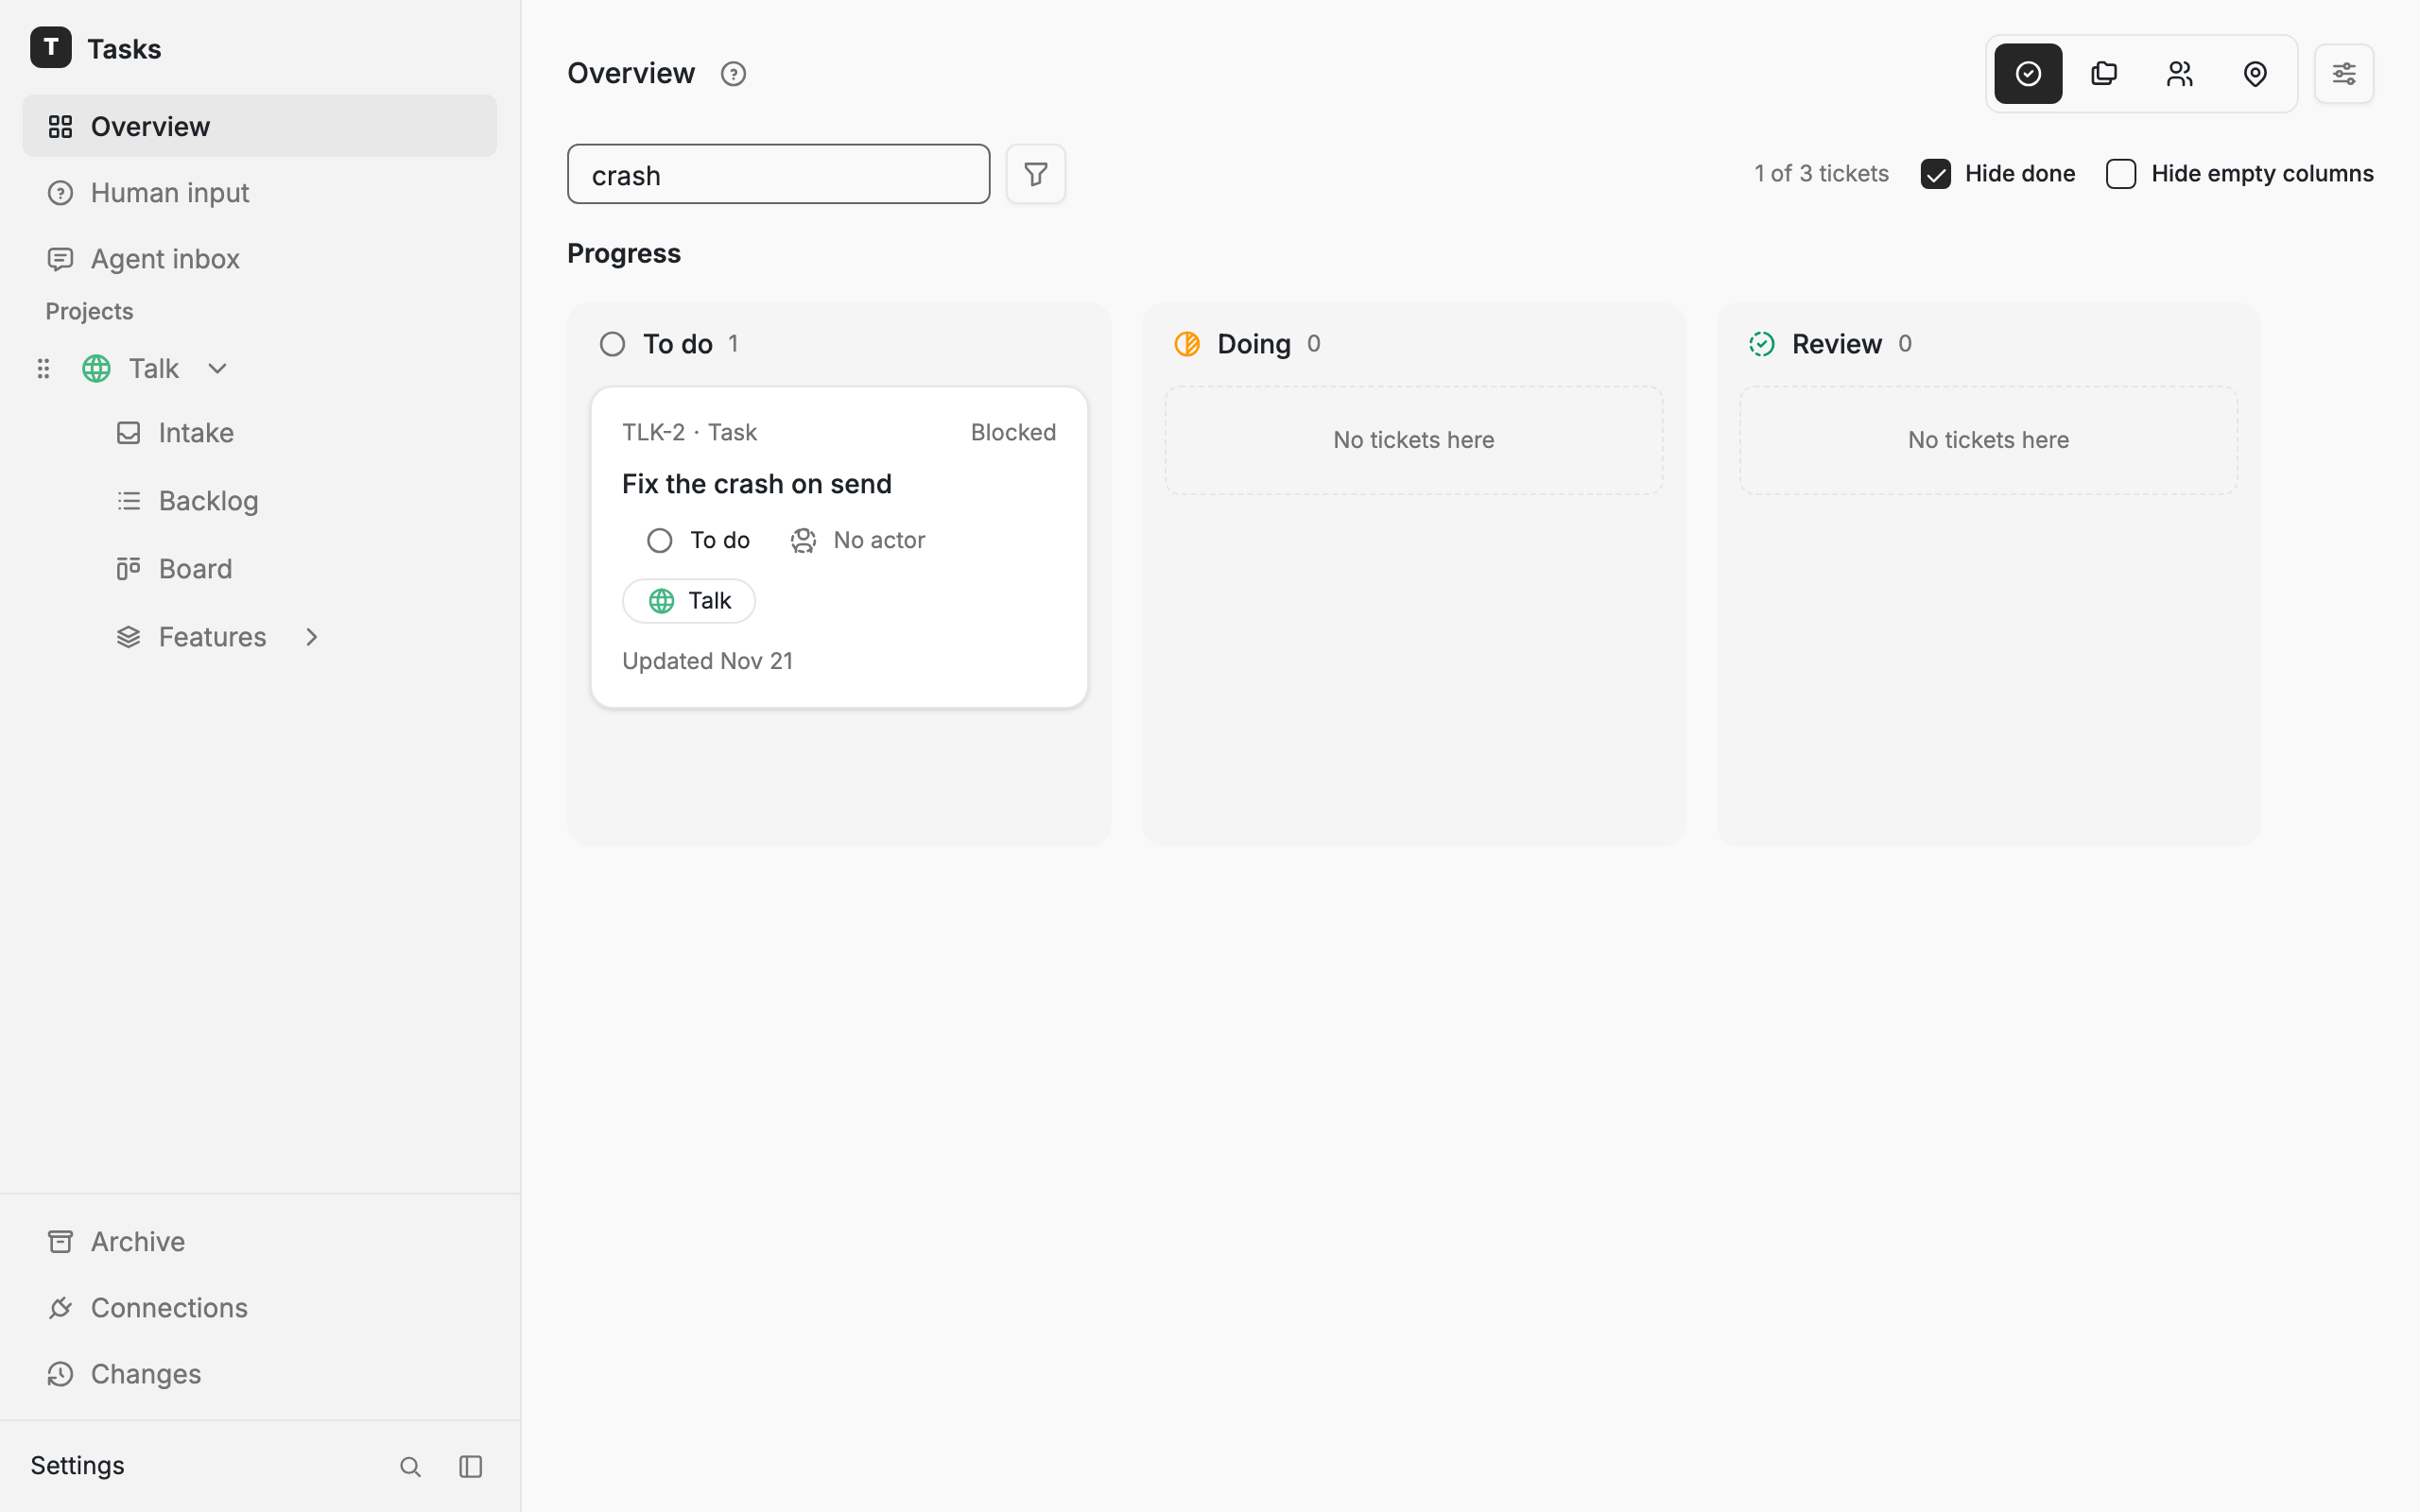 T Tasks
Overview
Human input
Agent inbox
Projects
Talk
Intake
Backlog
Board
Features
Archive
Connections
Changes
Settings
Overview
crash
1 of 3 tickets
Hide done
Hide empty columns
Progress
To do 1
TLK-2 · Task
Blocked
Fix the crash on send
To do
No actor
Talk
Updated Nov 21
Doing 0
No tickets here
Review 0
No tickets here